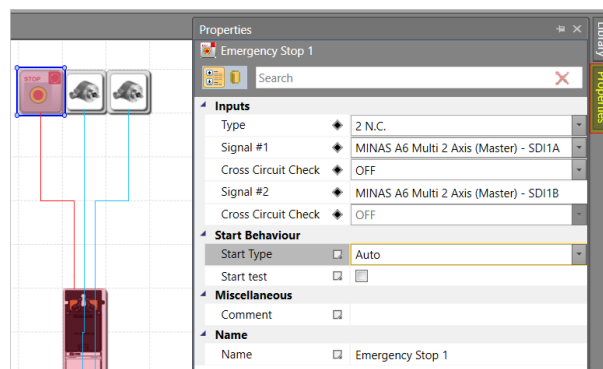 Properties
Emergency Stop 1
Search
Inputs
Type 2 N.C.
Signal #1 MINAS A6 Multi 2 Axis (Master) - SDI1A
Cross Circuit Check OFF
Signal #2 MINAS A6 Multi 2 Axis (Master) - SDI1B
Cross Circuit Check OFF
Start Behaviour
Start Type Auto
Start test
Miscellaneous
Comment
Name
Name Emergency Stop 1
STOP
Library
Properties